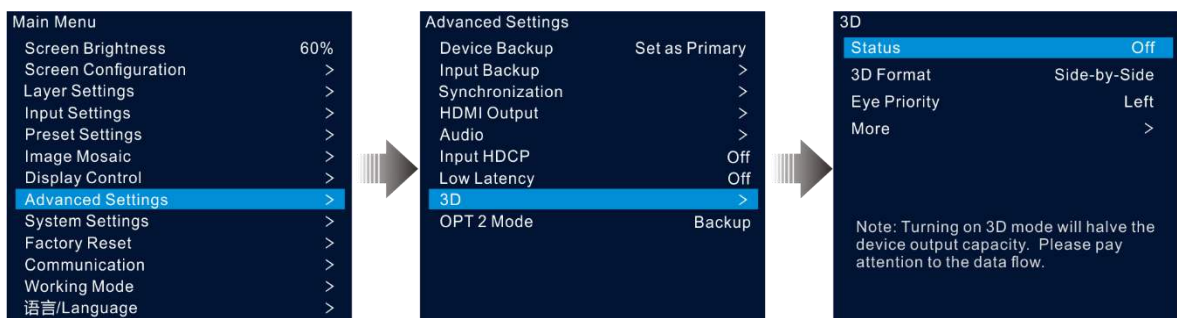 Main Menu
Screen Brightness 60%
Screen Configuration >
Layer Settings >
Input Settings >
Preset Settings >
Image Mosaic >
Display Control >
Advanced Settings >
System Settings >
Factory Reset >
Communication >
Working Mode >
语言/Language >
Advanced Settings
Device Backup Set as Primary
Input Backup >
Synchronization >
HDMI Output >
Audio >
Input HDCP Off
Low Latency Off
3D >
OPT 2 Mode Backup
3D
Status Off
3D Format Side-by-Side
Eye Priority Left
More >
Note: Turning on 3D mode will halve the
device output capacity. Please pay
attention to the data flow.